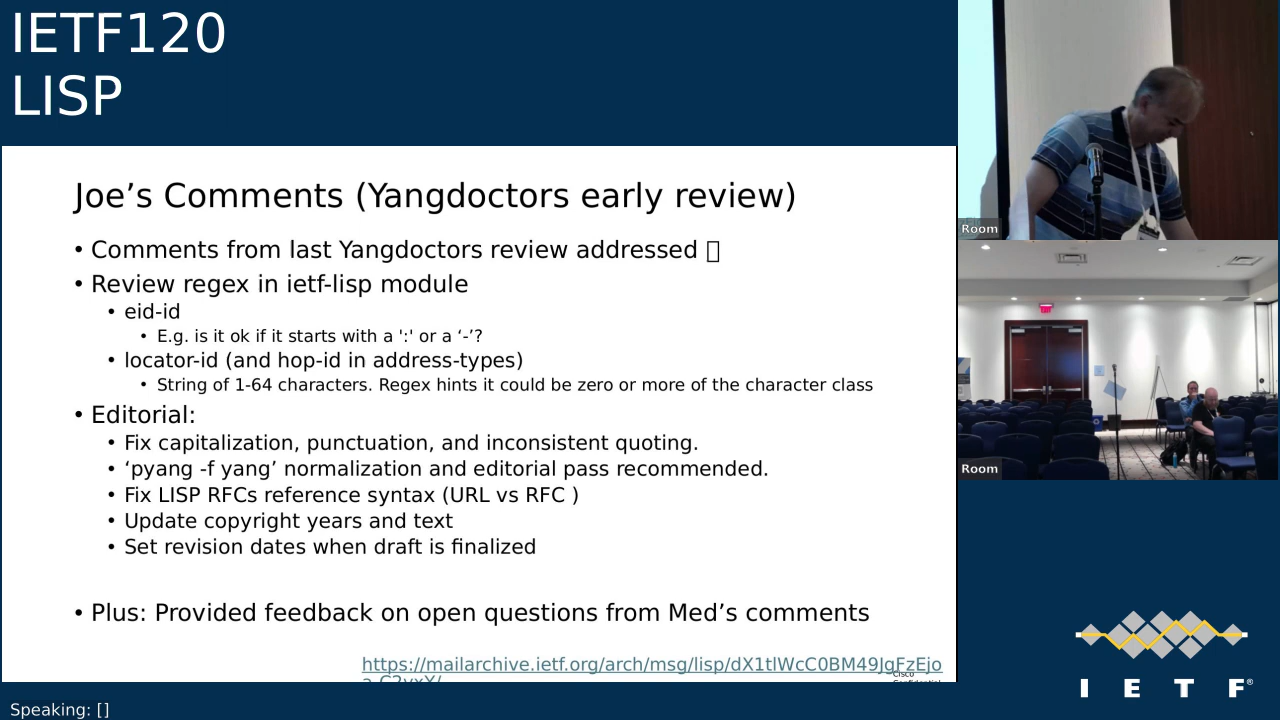 IETF120
LISP
Joe’s Comments (Yangdoctors early review)
• Comments from last Yangdoctors review addressed
• Review regex in ietf-lisp module
• eid-id
• E.g. is it ok if it starts with a ':' or a ‘-’?
• locator-id (and hop-id in address-types)
• String of 1-64 characters. Regex hints it could be zero or more of the character class
• Editorial:
• Fix capitalization, punctuation, and inconsistent quoting.
• ‘pyang -f yang’ normalization and editorial pass recommended.
• Fix LISP RFCs reference syntax (URL vs RFC )
• Update copyright years and text
• Set revision dates when draft is finalized
• Plus: Provided feedback on open questions from Med’s comments
https://mailarchive.ietf.org/arch/msg/lisp/dX1tlWcC0BM49JgFzEjo
Cisco
Confidential
Room
Room
I E T F®
Speaking: []